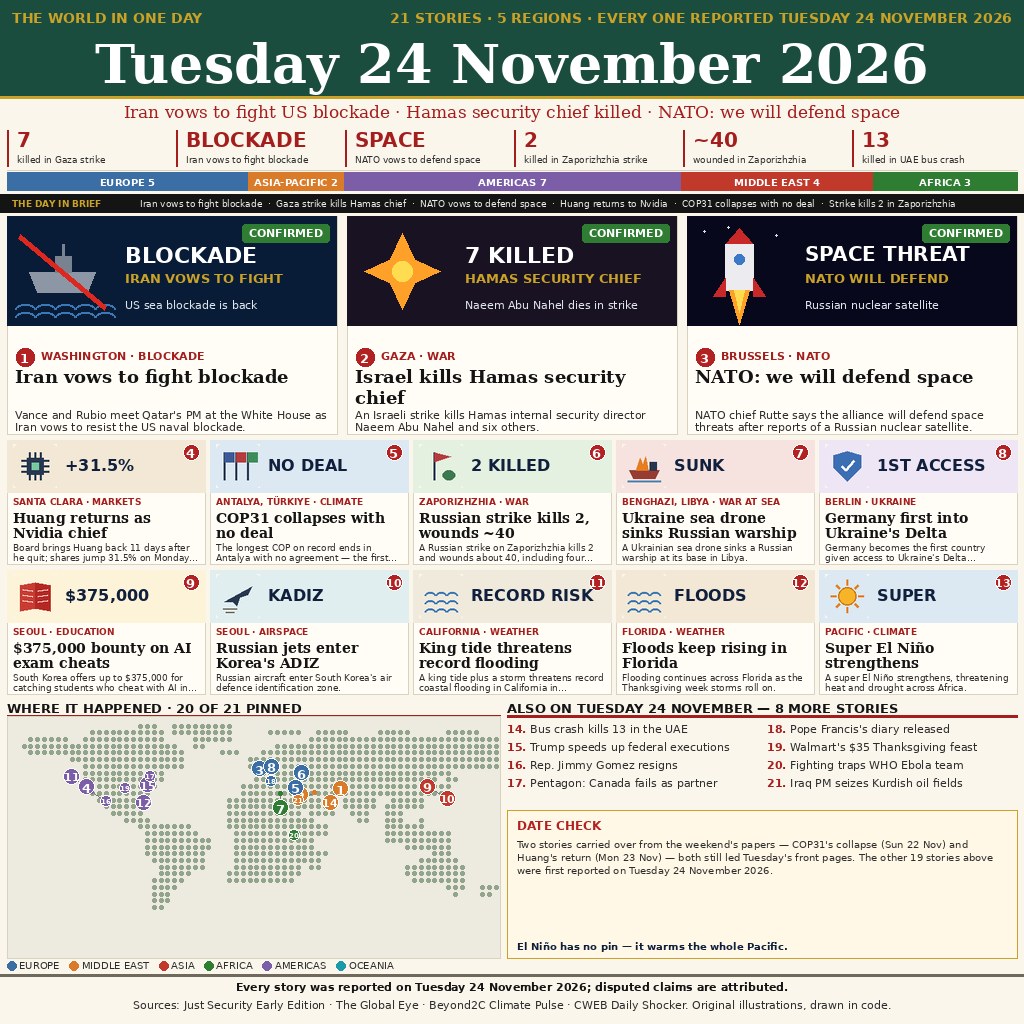 THE WORLD IN ONE DAY
21 STORIES · 5 REGIONS · EVERY ONE REPORTED TUESDAY 24 NOVEMBER 2026
Tuesday 24 November 2026
Iran vows to fight US blockade · Hamas security chief killed · NATO: we will defend space
7
killed in Gaza strike
BLOCKADE
Iran vows to fight blockade
SPACE
NATO vows to defend space
2
killed in Zaporizhzhia strike
~40
wounded in Zaporizhzhia
13
killed in UAE bus crash
EUROPE 5
ASIA-PACIFIC 2
AMERICAS 7
MIDDLE EAST 4
AFRICA 3
THE DAY IN BRIEF
Iran vows to fight blockade · Gaza strike kills Hamas chief · NATO vows to defend space · Huang returns to Nvidia · COP31 collapses with no deal · Strike kills 2 in Zaporizhzhia
CONFIRMED
BLOCKADE
IRAN VOWS TO FIGHT
US sea blockade is back
1 WASHINGTON · BLOCKADE
Iran vows to fight blockade
Vance and Rubio meet Qatar's PM at the White House as
Iran vows to resist the US naval blockade.
CONFIRMED
7 KILLED
HAMAS SECURITY CHIEF
Naeem Abu Nahel dies in strike
2 GAZA · WAR
Israel kills Hamas security
chief
An Israeli strike kills Hamas internal security director
Naeem Abu Nahel and six others.
CONFIRMED
SPACE THREAT
NATO WILL DEFEND
Russian nuclear satellite
3 BRUSSELS · NATO
NATO: we will defend space
NATO chief Rutte says the alliance will defend space
threats after reports of a Russian nuclear satellite.
+31.5%
4
SANTA CLARA · MARKETS
Huang returns as
Nvidia chief
Board brings Huang back 11 days after
he quit; shares jump 31.5% on Monday…
NO DEAL
5
ANTALYA, TÜRKIYE · CLIMATE
COP31 collapses with
no deal
The longest COP on record ends in
Antalya with no agreement — the first…
2 KILLED
6
ZAPORIZHZHIA · WAR
Russian strike kills 2,
wounds ~40
A Russian strike on Zaporizhzhia kills 2
and wounds about 40, including four…
SUNK
7
BENGHAZI, LIBYA · WAR AT SEA
Ukraine sea drone
sinks Russian warship
A Ukrainian sea drone sinks a Russian
warship at its base in Libya.
1ST ACCESS
8
BERLIN · UKRAINE
Germany first into
Ukraine's Delta
Germany becomes the first country
given access to Ukraine's Delta…
$375,000
9
SEOUL · EDUCATION
$375,000 bounty on AI
exam cheats
South Korea offers up to $375,000 for
catching students who cheat with AI in…
KADIZ
10
SEOUL · AIRSPACE
Russian jets enter
Korea's ADIZ
Russian aircraft enter South Korea's air
defence identification zone.
RECORD RISK
11
CALIFORNIA · WEATHER
King tide threatens
record flooding
A king tide plus a storm threatens record
coastal flooding in California in…
FLOODS
12
FLORIDA · WEATHER
Floods keep rising in
Florida
Flooding continues across Florida as the
Thanksgiving week storms roll on.
SUPER
13
PACIFIC · CLIMATE
Super El Niño
strengthens
A super El Niño strengthens, threatening
heat and drought across Africa.
WHERE IT HAPPENED · 20 OF 21 PINNED
11
4
12
3
8
6
5
7
20
1
14
9
10
EUROPE
MIDDLE EAST
ASIA
AFRICA
AMERICAS
OCEANIA
ALSO ON TUESDAY 24 NOVEMBER — 8 MORE STORIES
14. Bus crash kills 13 in the UAE
15. Trump speeds up federal executions
16. Rep. Jimmy Gomez resigns
17. Pentagon: Canada fails as partner
18. Pope Francis's diary released
19. Walmart's $35 Thanksgiving feast
20. Fighting traps WHO Ebola team
21. Iraq PM seizes Kurdish oil fields
DATE CHECK
Two stories carried over from the weekend's papers — COP31's collapse (Sun 22 Nov) and
Huang's return (Mon 23 Nov) — both still led Tuesday's front pages. The other 19 stories above
were first reported on Tuesday 24 November 2026.
El Niño has no pin — it warms the whole Pacific.
Every story was reported on Tuesday 24 November 2026; disputed claims are attributed.
Sources: Just Security Early Edition · The Global Eye · Beyond2C Climate Pulse · CWEB Daily Shocker. Original illustrations, drawn in code.